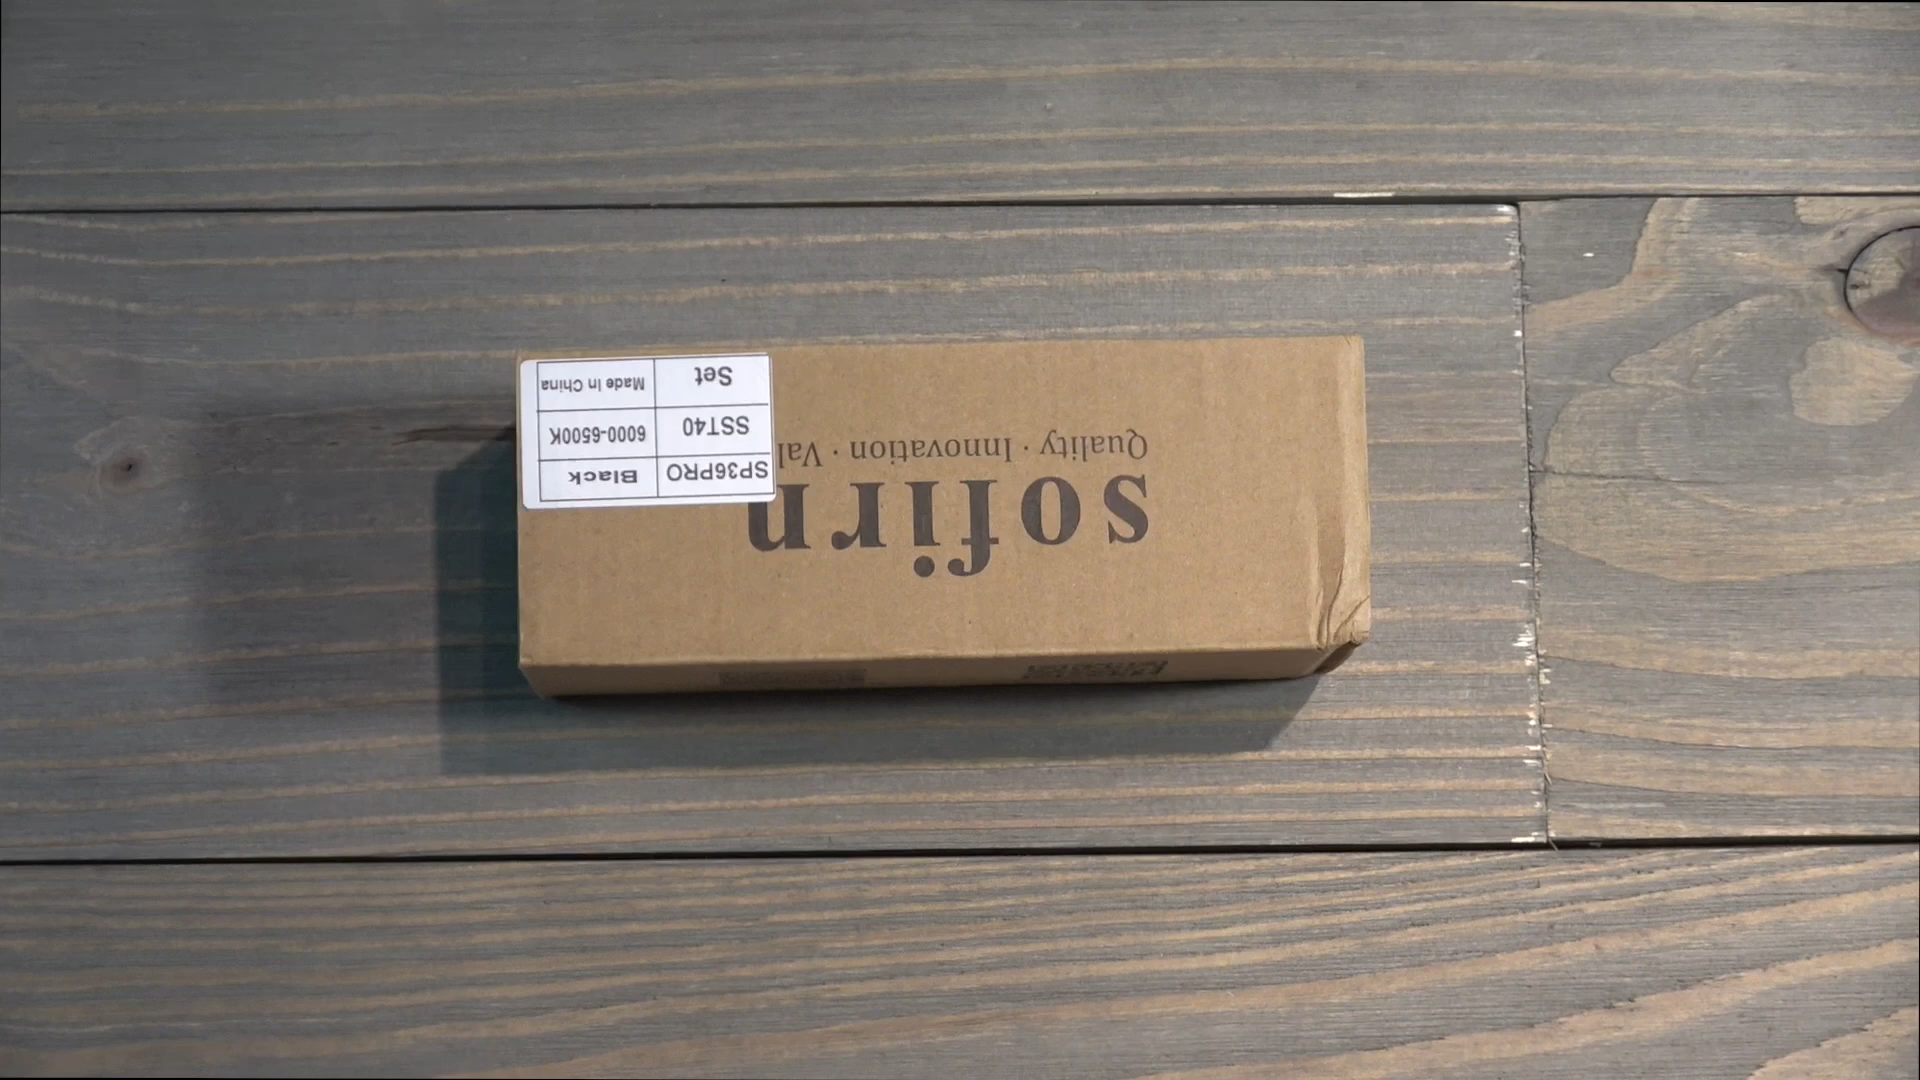 sofirn
Quality · Innovation · Val
SP36PRO Black
SST40 6000-6500K
Set Made In China